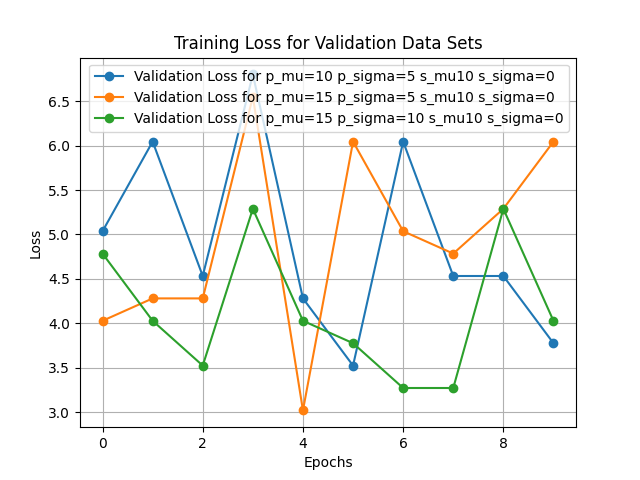 Training Loss for Validation Data Sets
Validation Loss for p_mu=10 p_sigma=5 s_mu10 s_sigma=0
Validation Loss for p_mu=15 p_sigma=5 s_mu10 s_sigma=0
Validation Loss for p_mu=15 p_sigma=10 s_mu10 s_sigma=0
6.5
6.0
5.5
5.0
4.5
4.0
3.5
3.0
Loss
0 2 4 6 8
Epochs